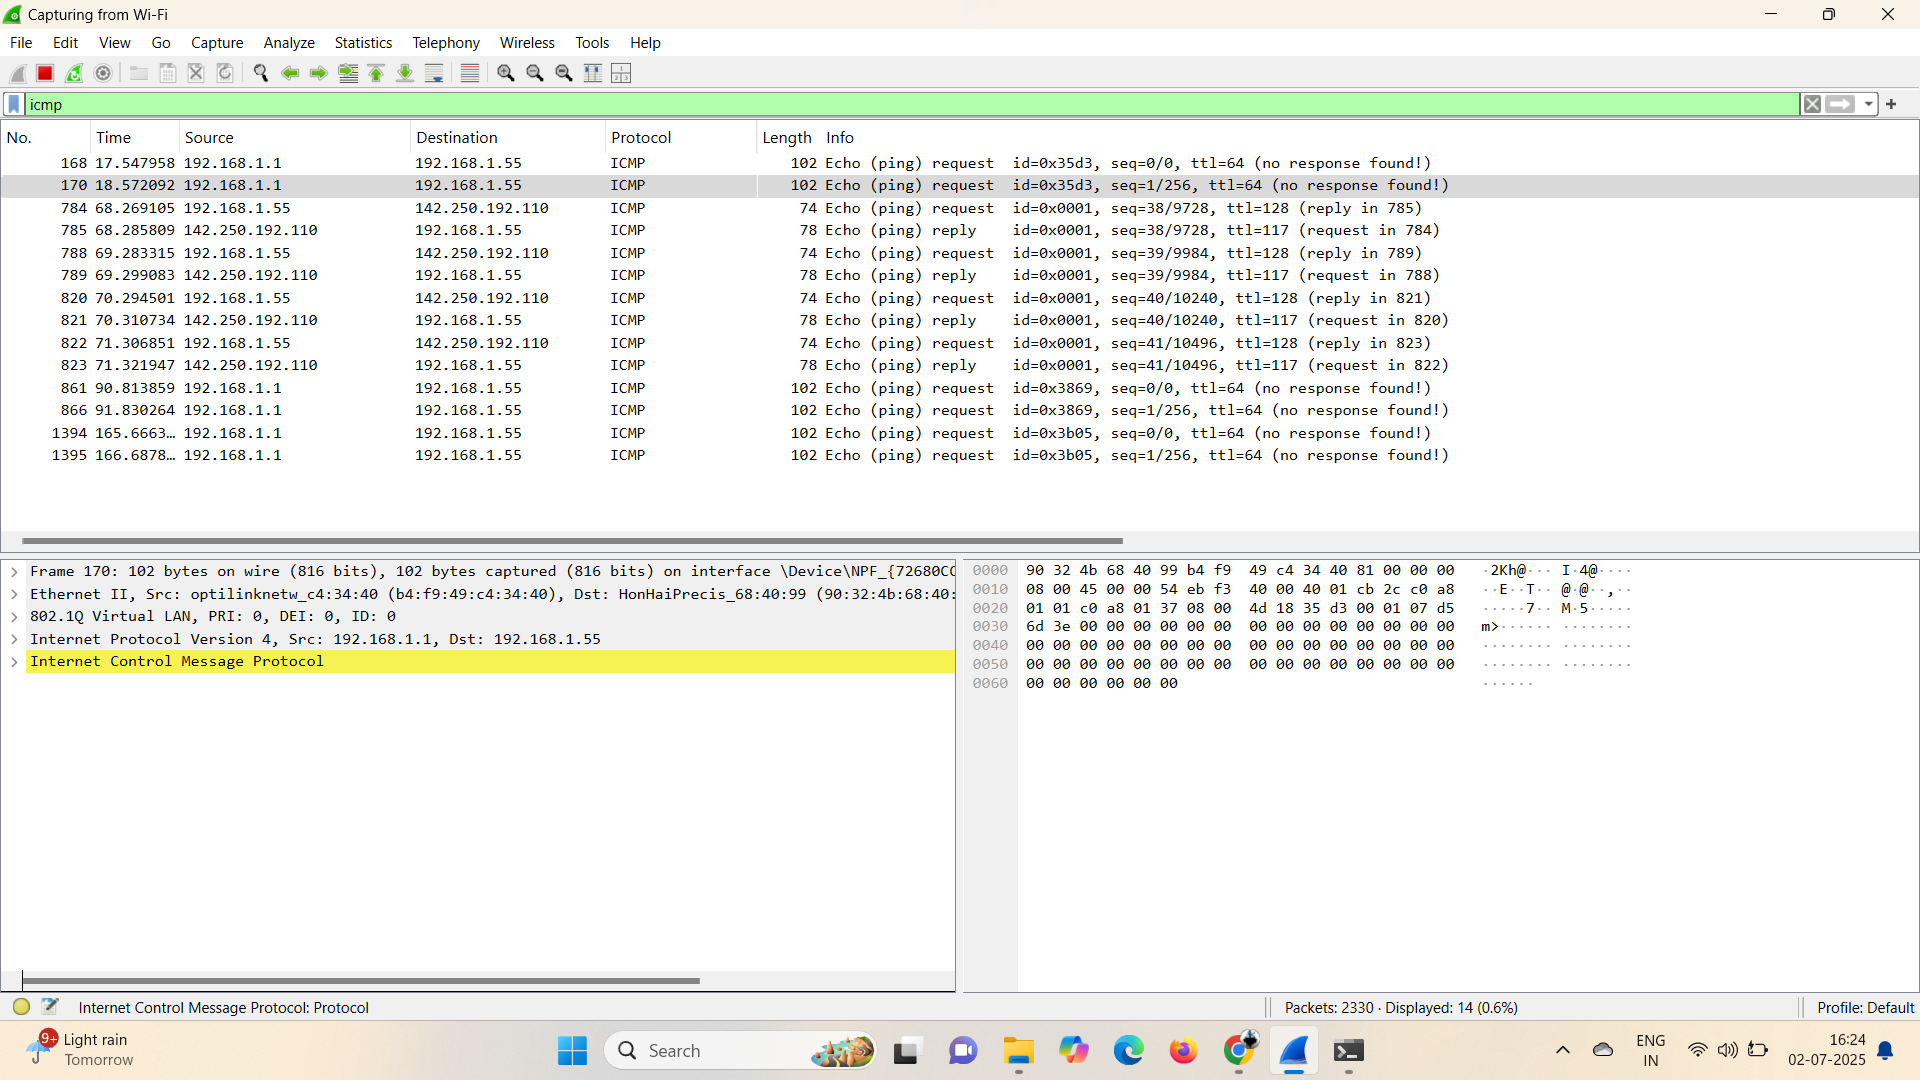 Capturing from Wi-Fi
File Edit View Go Capture Analyze Statistics Telephony Wireless Tools Help
icmp
No. Time Source Destination Protocol Length Info
168 17.547958 192.168.1.1 192.168.1.55 ICMP 102 Echo (ping) request id=0x35d3, seq=0/0, ttl=64 (no response found!)
170 18.572092 192.168.1.1 192.168.1.55 ICMP 102 Echo (ping) request id=0x35d3, seq=1/256, ttl=64 (no response found!)
784 68.269105 192.168.1.55 142.250.192.110 ICMP 74 Echo (ping) request id=0x0001, seq=38/9728, ttl=128 (reply in 785)
785 68.285809 142.250.192.110 192.168.1.55 ICMP 78 Echo (ping) reply id=0x0001, seq=38/9728, ttl=117 (request in 784)
788 69.283315 192.168.1.55 142.250.192.110 ICMP 74 Echo (ping) request id=0x0001, seq=39/9984, ttl=128 (reply in 789)
789 69.299083 142.250.192.110 192.168.1.55 ICMP 78 Echo (ping) reply id=0x0001, seq=39/9984, ttl=117 (request in 788)
820 70.294501 192.168.1.55 142.250.192.110 ICMP 74 Echo (ping) request id=0x0001, seq=40/10240, ttl=128 (reply in 821)
821 70.310734 142.250.192.110 192.168.1.55 ICMP 78 Echo (ping) reply id=0x0001, seq=40/10240, ttl=117 (request in 820)
822 71.306851 192.168.1.55 142.250.192.110 ICMP 74 Echo (ping) request id=0x0001, seq=41/10496, ttl=128 (reply in 823)
823 71.321947 142.250.192.110 192.168.1.55 ICMP 78 Echo (ping) reply id=0x0001, seq=41/10496, ttl=117 (request in 822)
861 90.813859 192.168.1.1 192.168.1.55 ICMP 102 Echo (ping) request id=0x3869, seq=0/0, ttl=64 (no response found!)
866 91.830264 192.168.1.1 192.168.1.55 ICMP 102 Echo (ping) request id=0x3869, seq=1/256, ttl=64 (no response found!)
1394 165.6663… 192.168.1.1 192.168.1.55 ICMP 102 Echo (ping) request id=0x3b05, seq=0/0, ttl=64 (no response found!)
1395 166.6878… 192.168.1.1 192.168.1.55 ICMP 102 Echo (ping) request id=0x3b05, seq=1/256, ttl=64 (no response found!)
Frame 170: 102 bytes on wire (816 bits), 102 bytes captured (816 bits) on interface \Device\NPF_{72680CC
Ethernet II, Src: optilinknetw_c4:34:40 (b4:f9:49:c4:34:40), Dst: HonHaiPrecis_68:40:99 (90:32:4b:68:40:
802.1Q Virtual LAN, PRI: 0, DEI: 0, ID: 0
Internet Protocol Version 4, Src: 192.168.1.1, Dst: 192.168.1.55
Internet Control Message Protocol
0000 90 32 4b 68 40 99 b4 f9 49 c4 34 40 81 00 00 00 ·2Kh@··· I·4@····
0010 08 00 45 00 00 54 eb f3 40 00 40 01 cb 2c c0 a8 ··E··T·· @·@··,··
0020 01 01 c0 a8 01 37 08 00 4d 18 35 d3 00 01 07 d5 ·····7·· M·5·····
0030 6d 3e 00 00 00 00 00 00 00 00 00 00 00 00 00 00 m>······ ········
0040 00 00 00 00 00 00 00 00 00 00 00 00 00 00 00 00 ········ ········
0050 00 00 00 00 00 00 00 00 00 00 00 00 00 00 00 00 ········ ········
0060 00 00 00 00 00 00 ······
Internet Control Message Protocol: Protocol
Packets: 2330 · Displayed: 14 (0.6%)
Profile: Default
9+
Light rain
Tomorrow
Search
ENG
IN
16:24
02-07-2025